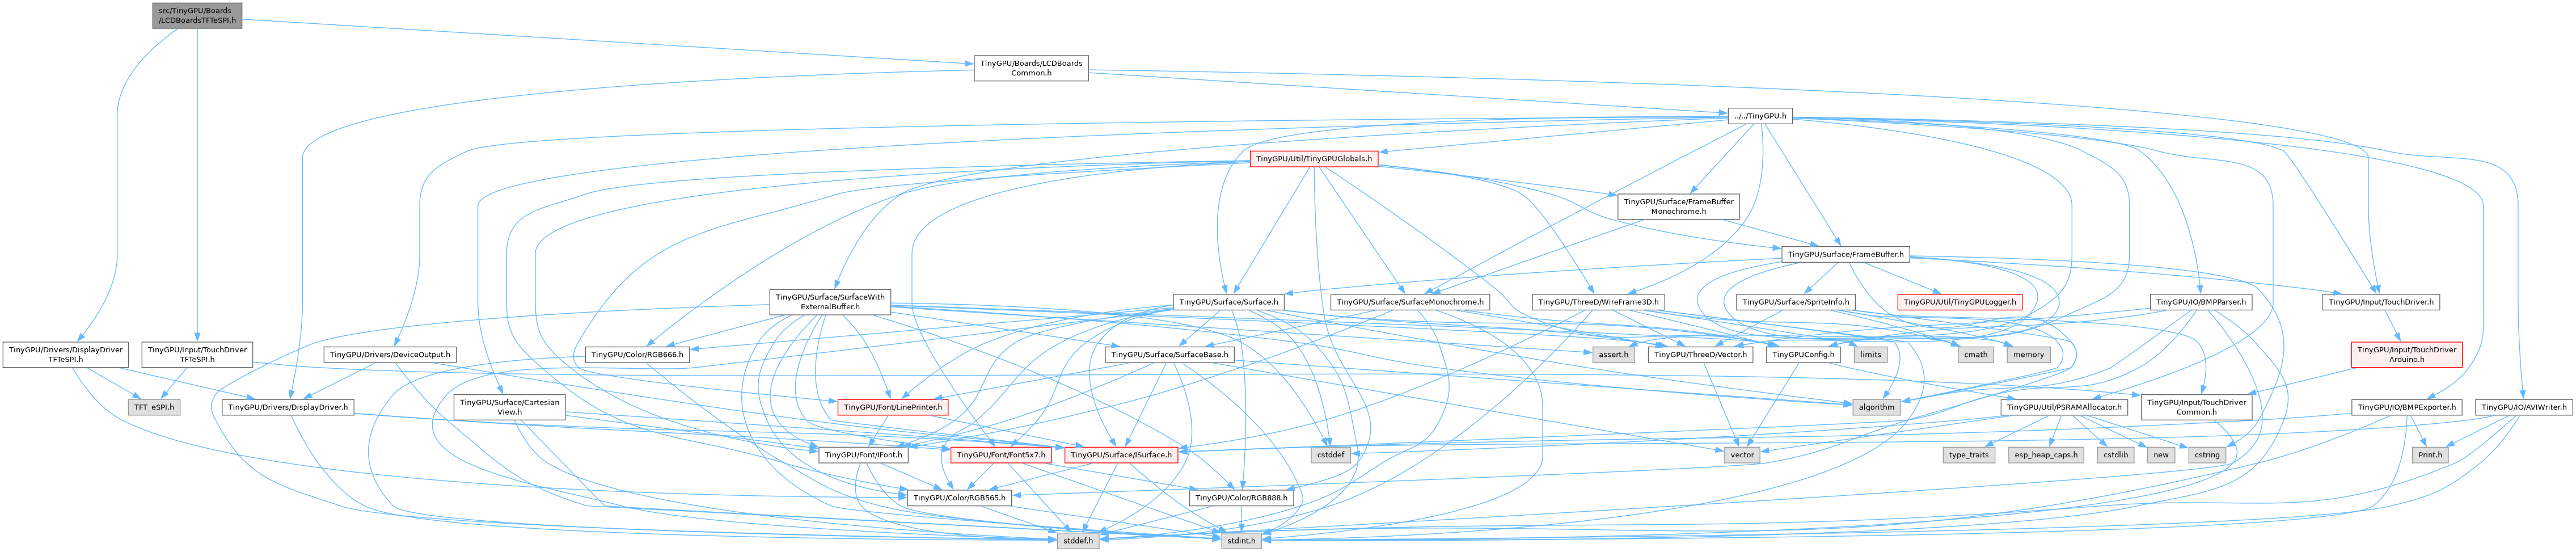 src/TinyGPU/Boards
/LCDBoardsTFTeSPI.h
TinyGPU/Boards/LCDBoards
Common.h
../../TinyGPU.h
TinyGPU/Util/TinyGPUGlobals.h
TinyGPU/Surface/FrameBuffer
Monochrome.h
TinyGPU/Surface/FrameBuffer.h
TinyGPU/Surface/SurfaceWith
ExternalBuffer.h
TinyGPU/Surface/Surface.h
TinyGPU/Surface/SurfaceMonochrome.h
TinyGPU/ThreeD/WireFrame3D.h
TinyGPU/Surface/SpriteInfo.h
TinyGPU/Util/TinyGPULogger.h
TinyGPU/IO/BMPParser.h
TinyGPU/Input/TouchDriver.h
TinyGPU/Drivers/DisplayDriver
TFTeSPI.h
TinyGPU/Input/TouchDriver
TFTeSPI.h
TinyGPU/Drivers/DeviceOutput.h
TinyGPU/Color/RGB666.h
TinyGPU/Surface/SurfaceBase.h
assert.h
TinyGPU/ThreeD/Vector.h
TinyGPUConfig.h
limits
cmath
memory
TinyGPU/Input/TouchDriver
Arduino.h
TFT_eSPI.h
TinyGPU/Drivers/DisplayDriver.h
TinyGPU/Surface/Cartesian
View.h
TinyGPU/Font/LinePrinter.h
algorithm
TinyGPU/Util/PSRAMAllocator.h
TinyGPU/Input/TouchDriver
Common.h
TinyGPU/IO/BMPExporter.h
TinyGPU/IO/AVIWriter.h
TinyGPU/Font/IFont.h
TinyGPU/Font/Font5x7.h
TinyGPU/Surface/ISurface.h
cstddef
vector
type_traits
esp_heap_caps.h
cstdlib
new
cstring
Print.h
TinyGPU/Color/RGB565.h
TinyGPU/Color/RGB888.h
stddef.h
stdint.h